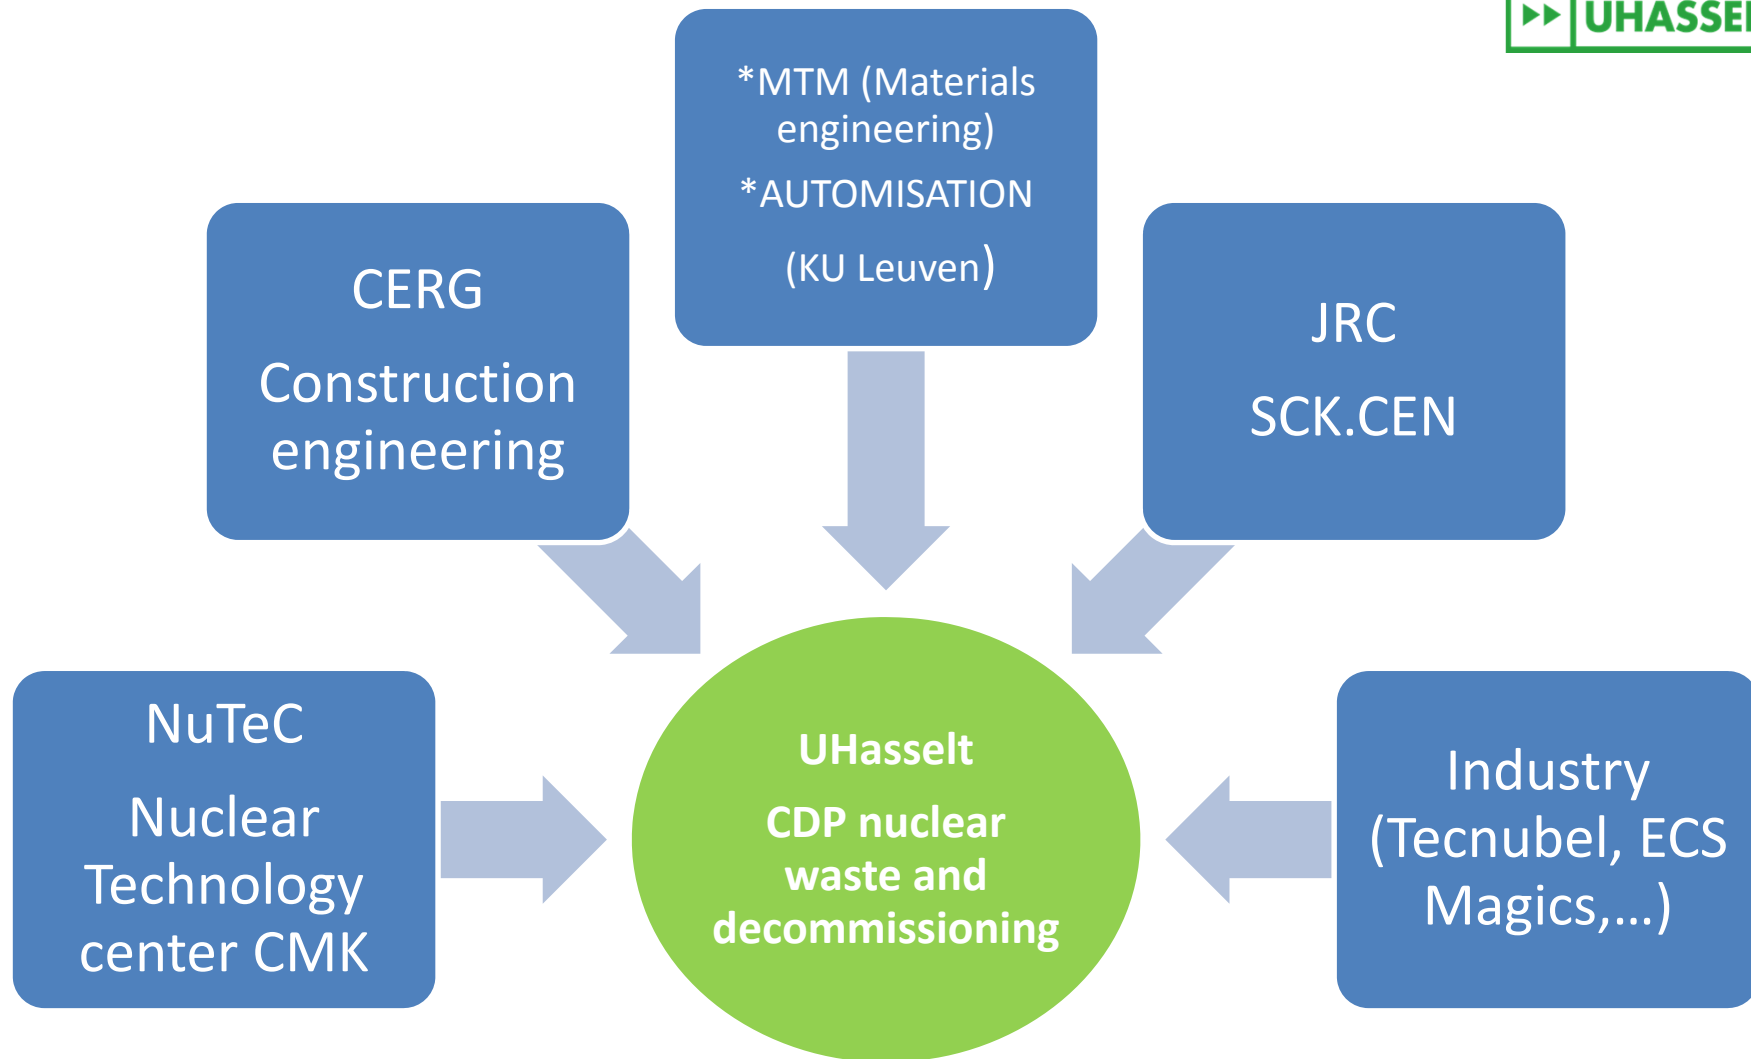 *MTM (Materials
engineering)
*AUTOMISATION
(KU Leuven)
CERG
Construction
engineering
JRC
SCK.CEN
NuTeC
Nuclear
Technology
center CMK
UHasselt
CDP nuclear
waste and
decommissioning
Industry
(Tecnubel, ECS
Magics,...)